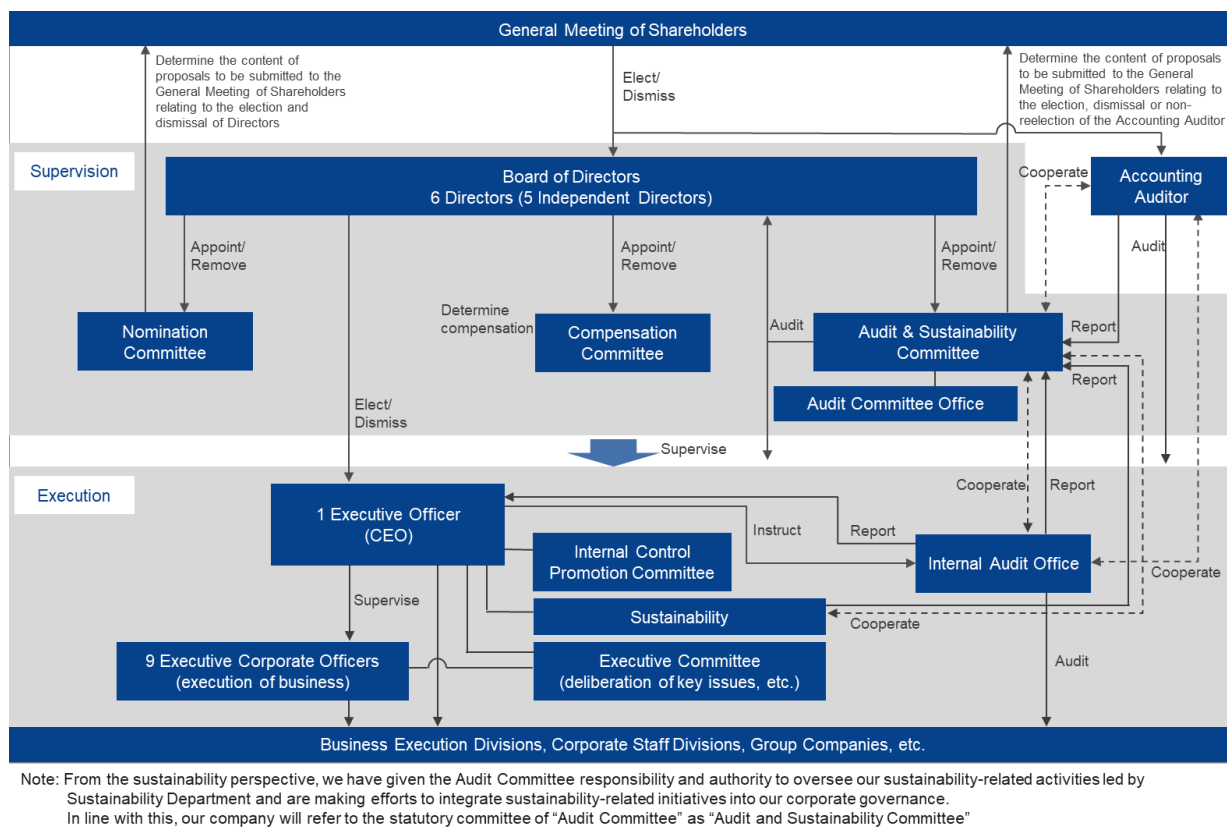 General Meeting of Shareholders
Determine the content of
proposals to be submitted to the
General Meeting of Shareholders
relating to the election and
dismissal of Directors
Elect/
Dismiss
Determine the content of proposals
to be submitted to the General
Meeting of Shareholders relating to
the election, dismissal or non-
reelection of the Accounting Auditor
Supervision
Board of Directors
6 Directors (5 Independent Directors)
Cooperate
Accounting
Auditor
Appoint/
Remove
Appoint/
Remove
Appoint/
Remove
Audit
Nomination
Committee
Determine
compensation
Compensation
Committee
Audit
Audit & Sustainability
Committee
Report
Report
Audit Committee Office
Elect/
Dismiss
Supervise
Execution
1 Executive Officer
(CEO)
Cooperate
Report
Instruct
Report
Internal Control
Promotion Committee
Internal Audit Office
Cooperate
Supervise
Sustainability
Cooperate
9 Executive Corporate Officers
(execution of business)
Executive Committee
(deliberation of key issues, etc.)
Audit
Business Execution Divisions, Corporate Staff Divisions, Group Companies, etc.
Note: From the sustainability perspective, we have given the Audit Committee responsibility and authority to oversee our sustainability-related activities led by
Sustainability Department and are making efforts to integrate sustainability-related initiatives into our corporate governance.
In line with this, our company will refer to the statutory committee of “Audit Committee” as “Audit and Sustainability Committee”